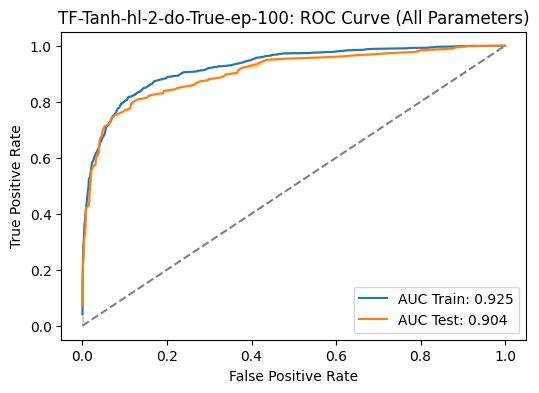 TF-Tanh-hl-2-do-True-ep-100: ROC Curve (All Parameters)
1.0
0.8
0.6
0.4
0.2
0.0
True Positive Rate
AUC Train: 0.925
AUC Test: 0.904
0.0 0.2 0.4 0.6 0.8 1.0
False Positive Rate